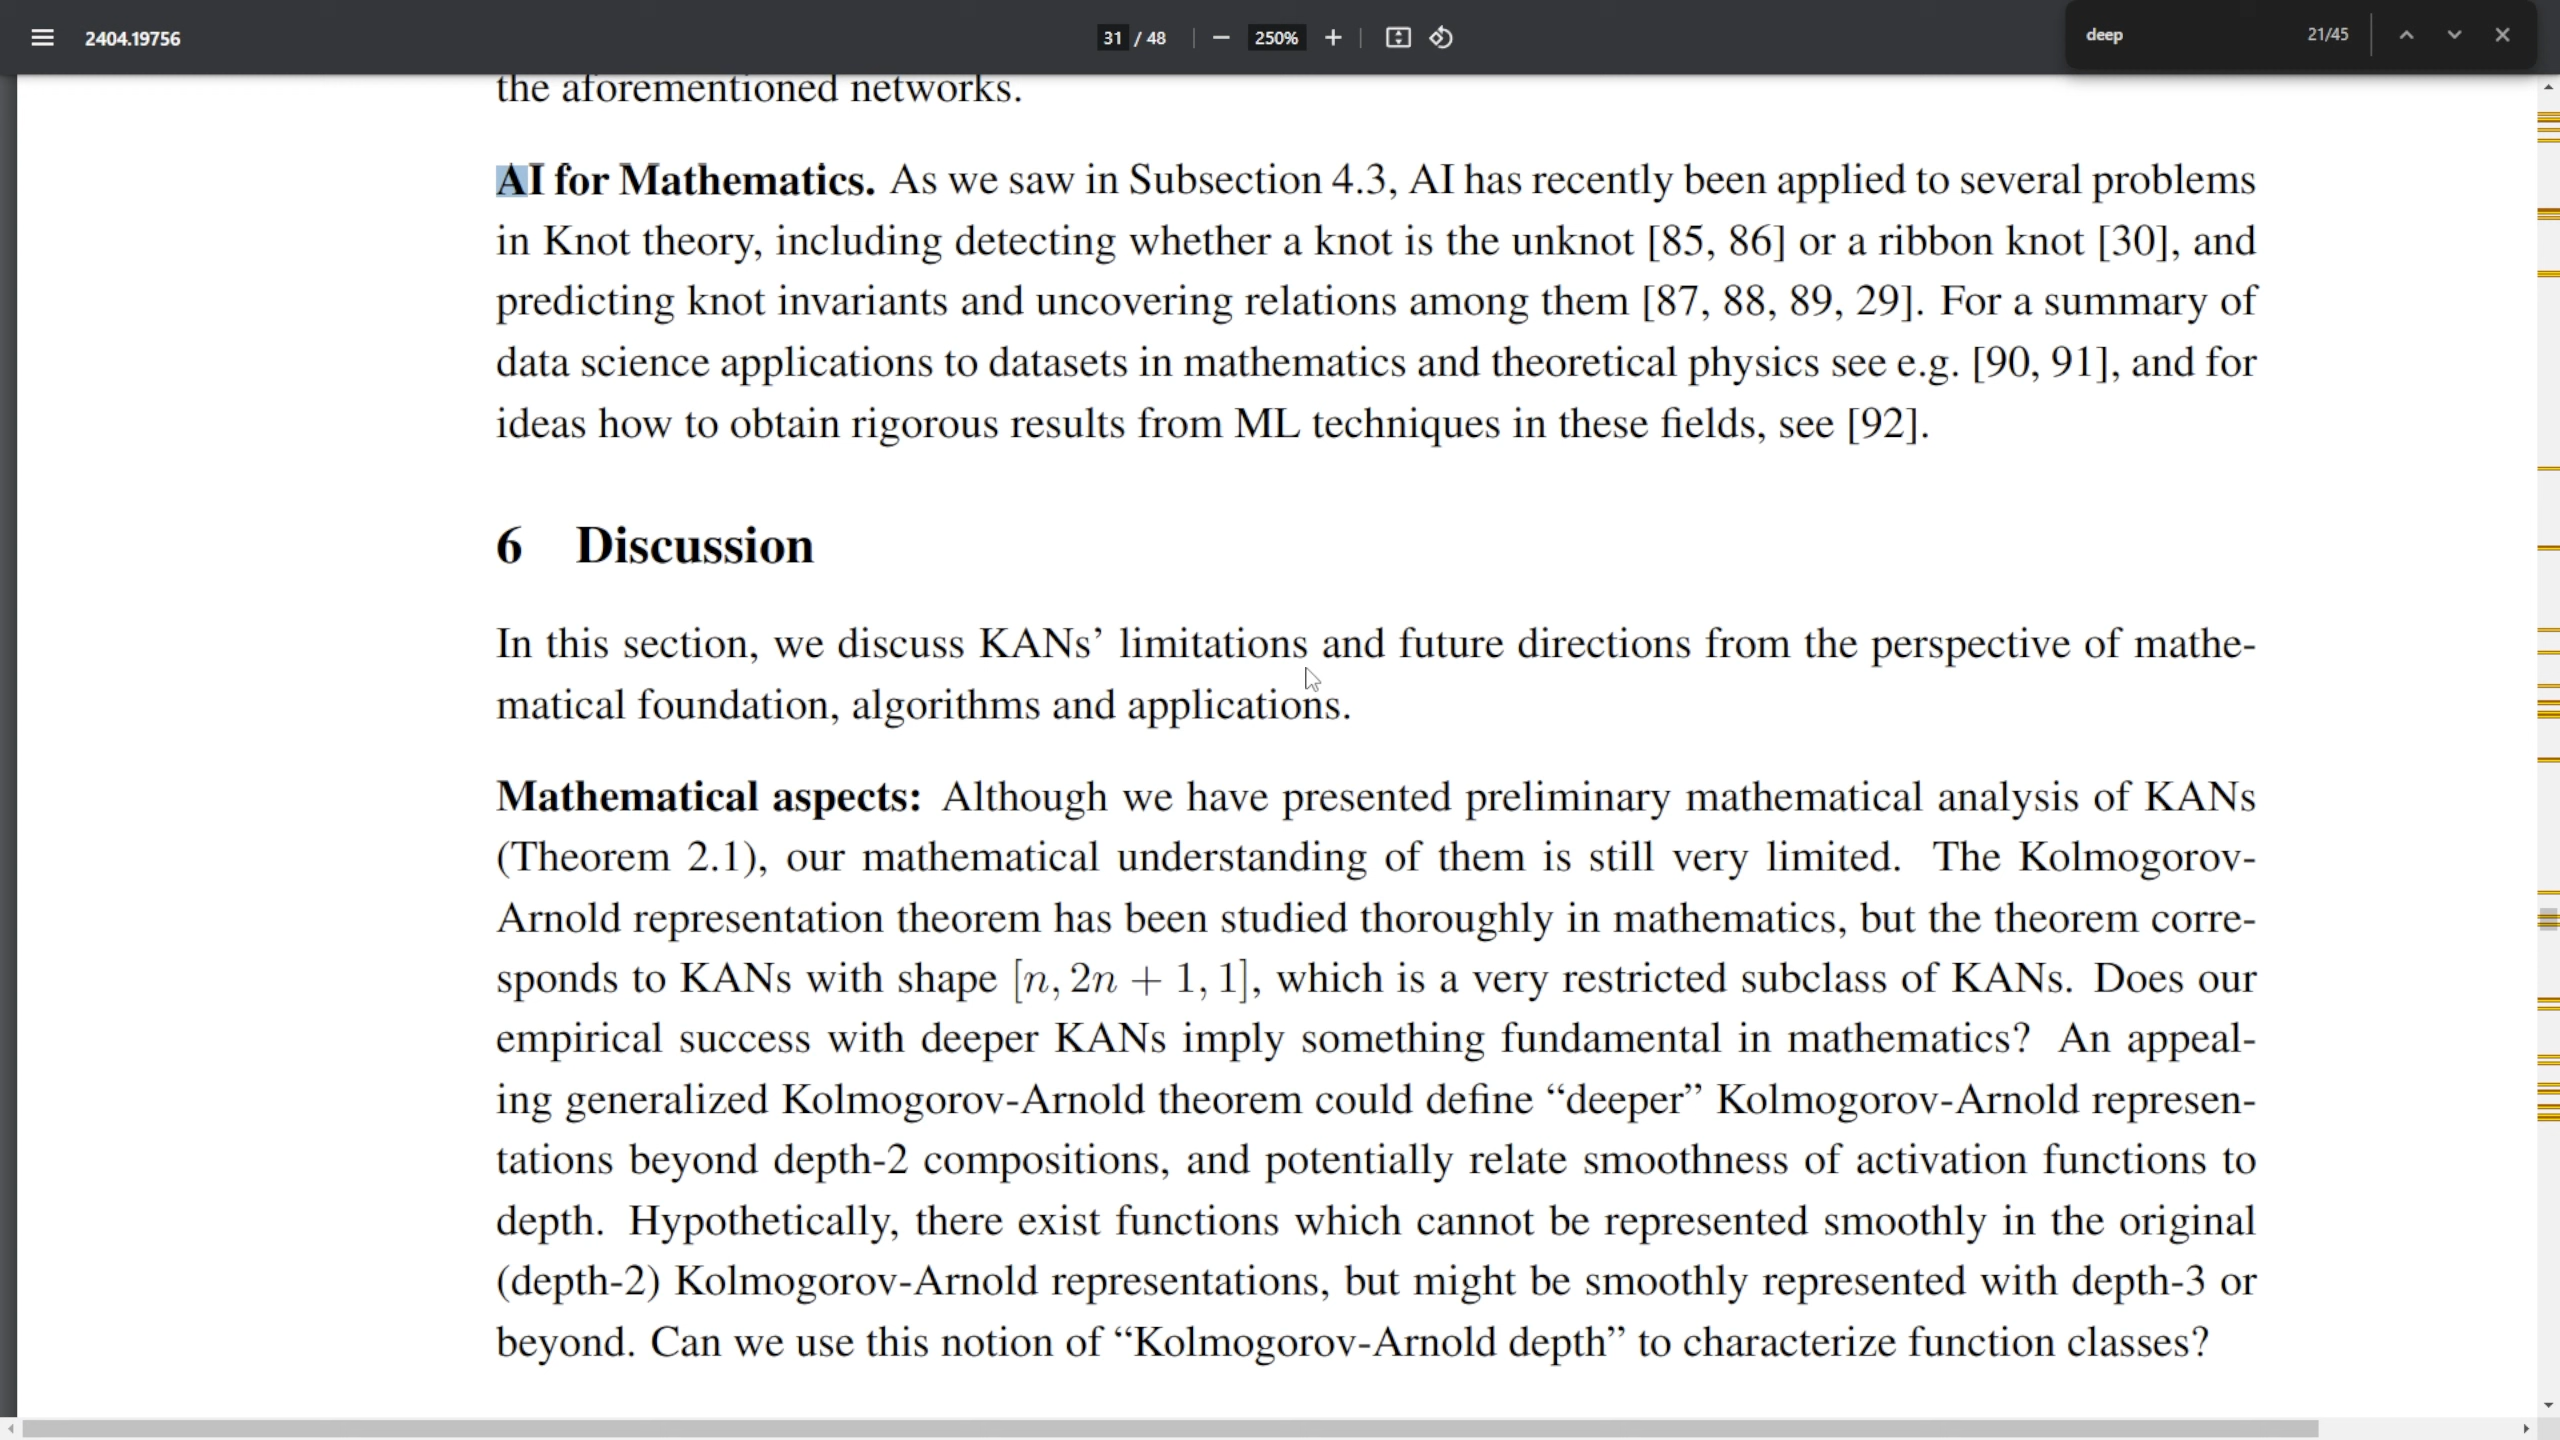 2404.19756
31 / 48
250%
deep
21/45
the aforementioned networks.
AI for Mathematics. As we saw in Subsection 4.3, AI has recently been applied to several problems
in Knot theory, including detecting whether a knot is the unknot [85, 86] or a ribbon knot [30], and
predicting knot invariants and uncovering relations among them [87, 88, 89, 29]. For a summary of
data science applications to datasets in mathematics and theoretical physics see e.g. [90, 91], and for
ideas how to obtain rigorous results from ML techniques in these fields, see [92].
6 Discussion
In this section, we discuss KANs’ limitations and future directions from the perspective of mathe-
matical foundation, algorithms and applications.
Mathematical aspects: Although we have presented preliminary mathematical analysis of KANs
(Theorem 2.1), our mathematical understanding of them is still very limited. The Kolmogorov-
Arnold representation theorem has been studied thoroughly in mathematics, but the theorem corre-
sponds to KANs with shape [n, 2n + 1, 1], which is a very restricted subclass of KANs. Does our
empirical success with deeper KANs imply something fundamental in mathematics? An appeal-
ing generalized Kolmogorov-Arnold theorem could define “deeper” Kolmogorov-Arnold represen-
tations beyond depth-2 compositions, and potentially relate smoothness of activation functions to
depth. Hypothetically, there exist functions which cannot be represented smoothly in the original
(depth-2) Kolmogorov-Arnold representations, but might be smoothly represented with depth-3 or
beyond. Can we use this notion of “Kolmogorov-Arnold depth” to characterize function classes?